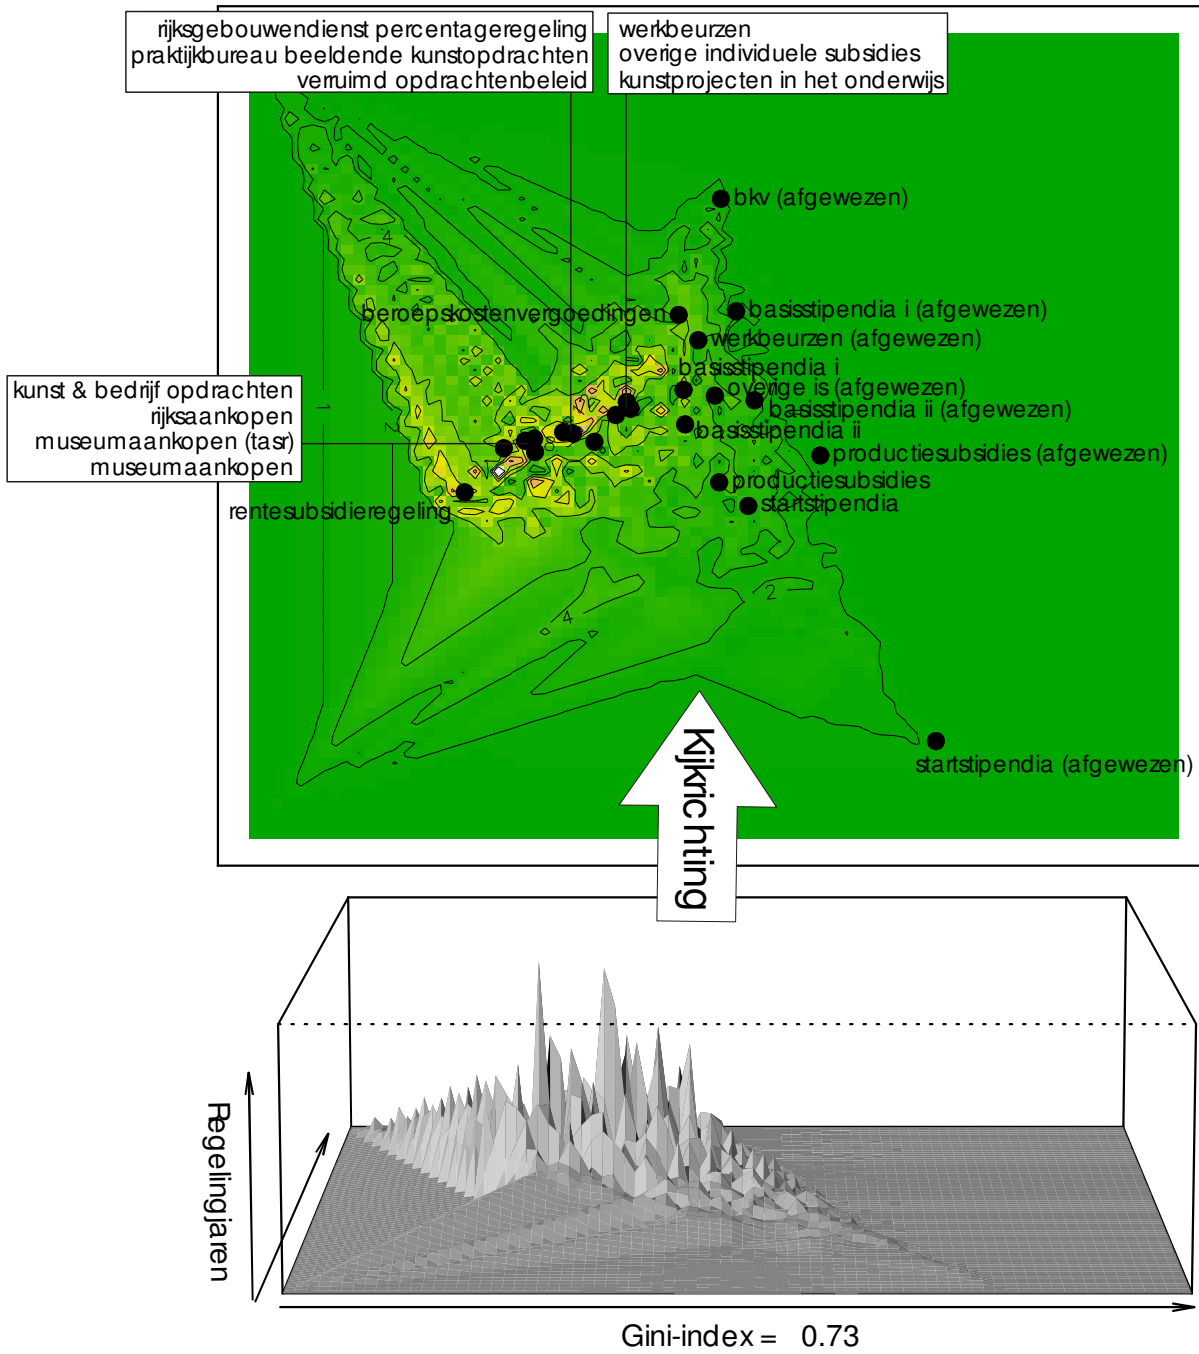 rijksgebouwendienst percentageregeling
praktijkbureau beeldende kunstopdrachten
verruimd opdrachtenbeleid
werkbeurzen
overige individuele subsidies
kunstprojecten in het onderwijs
bkv (afgewezen)
4
beroepskostenvergoedingen
basisstipendia i (afgewezen)
werkbeurzen (afgewezen)
basisstipendia i
overige is (afgewezen)
basisstipendia ii (afgewezen)
kunst & bedrijf opdrachten
rijksaankopen
museumaankopen (tasr)
museumaankopen
1
2
basisstipendia ii
productiesubsidies (afgewezen)
productiesubsidies
startstipendia
rentesubsidieregeling
2
4
startstipendia (afgewezen)
Kijkrichting
Regelingjaren
Gini-index = 0.73